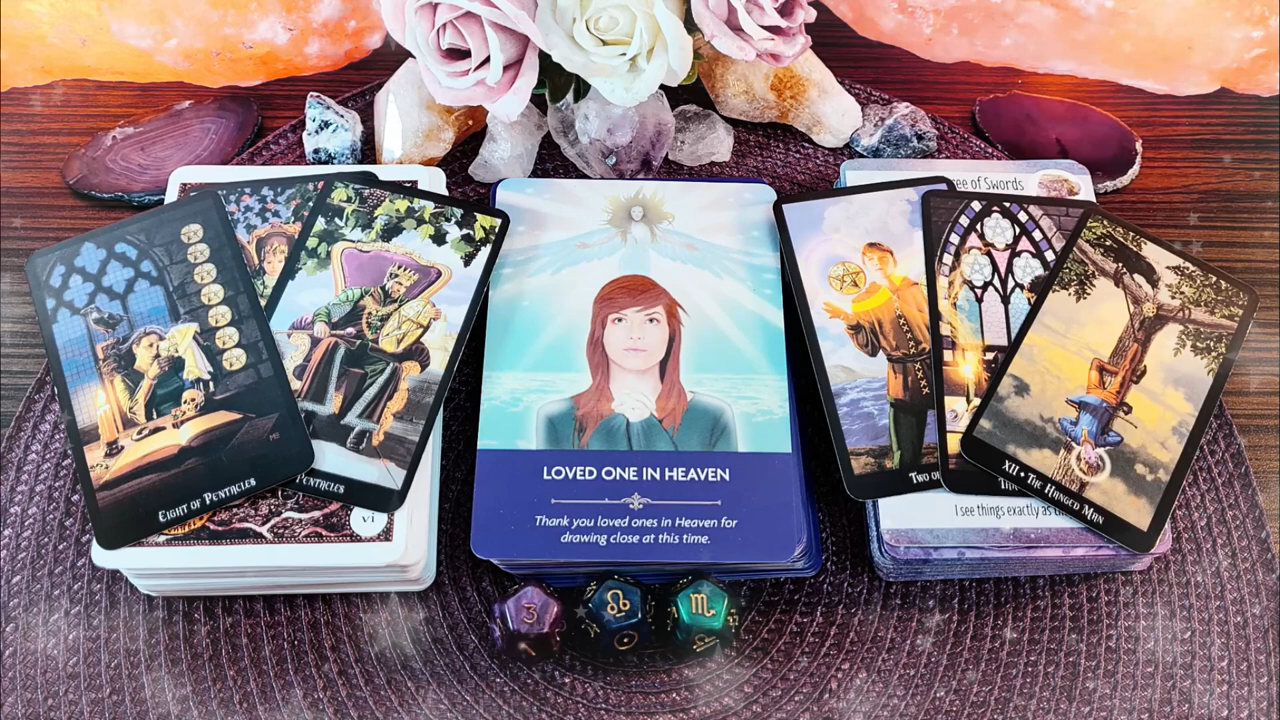 ree of Swords
EIGHT OF PENTACLES
PENTACLES
vi
LOVED ONE IN HEAVEN
Thank you loved ones in Heaven for
drawing close at this time.
TWO O
XII • THE HANGED MAN
I see things exactly as
3